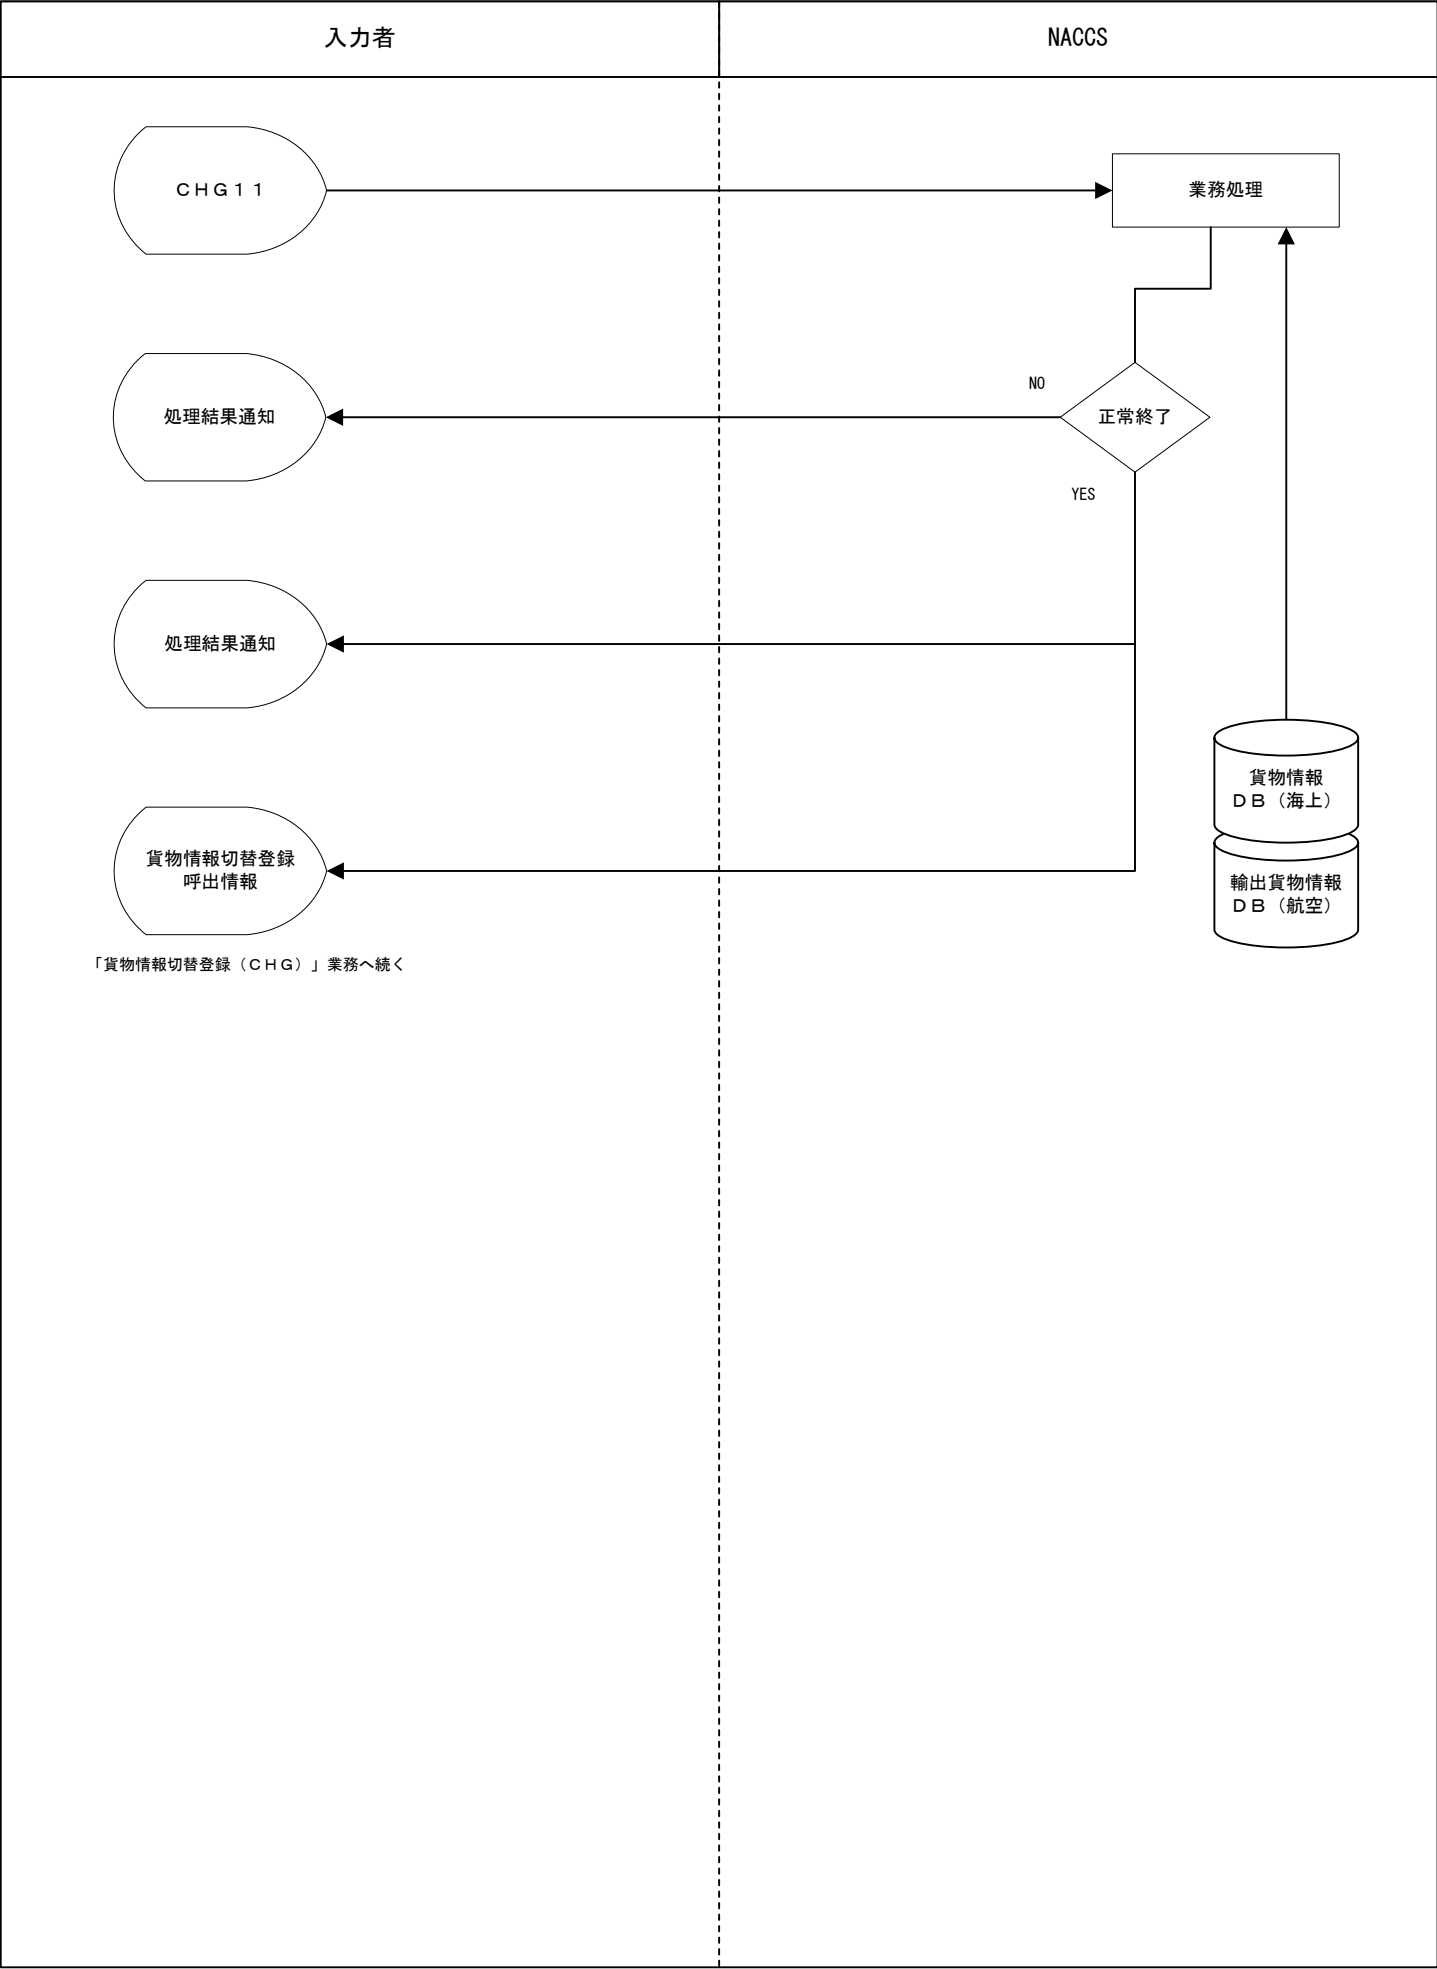 入力者
NACCS
ＣＨＧ１１
業務処理
NO
処理結果通知
正常終了
YES
処理結果通知
貨物情報
ＤＢ（海上）
貨物情報切替登録
呼出情報
輸出貨物情報
ＤＢ（航空）
「貨物情報切替登録（ＣＨＧ）」業務へ続く